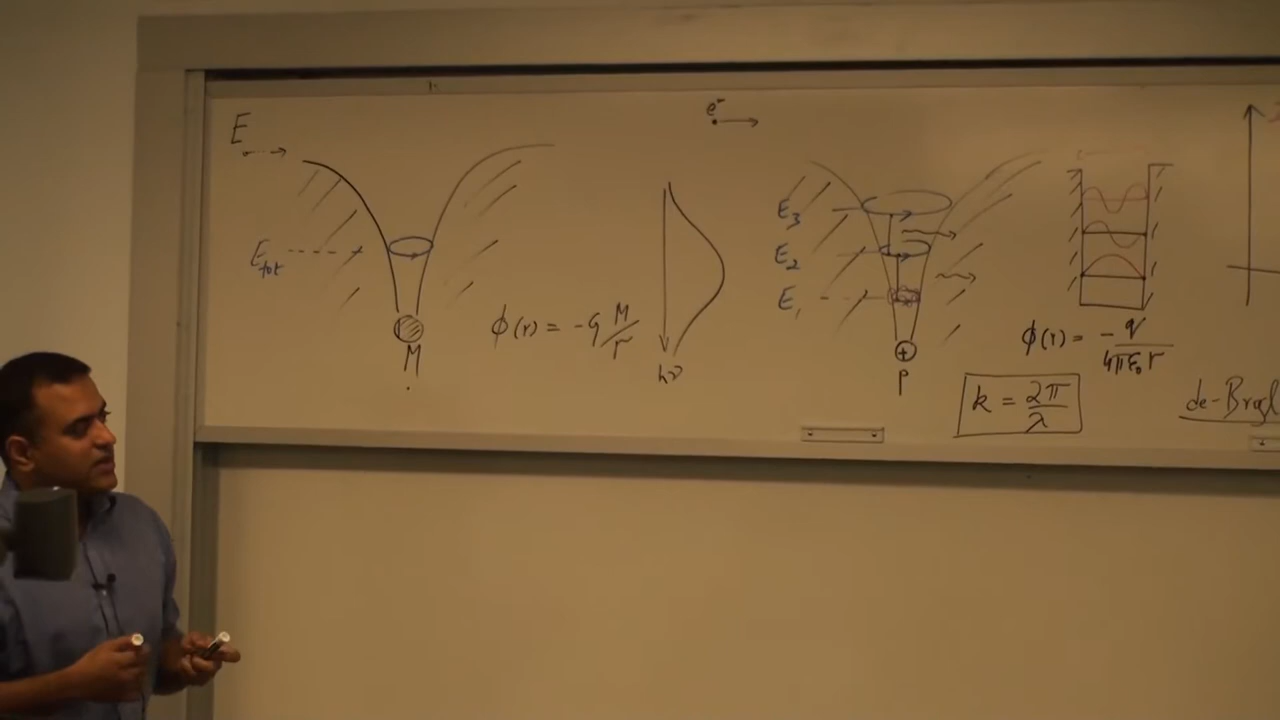 E
E_tot
M
ϕ(r) = -G M/r
hν
e⁻
E₃
E₂
E₁
+
P
ϕ(r) = -q/4πε₀r
k = 2π/λ
de-Brogl